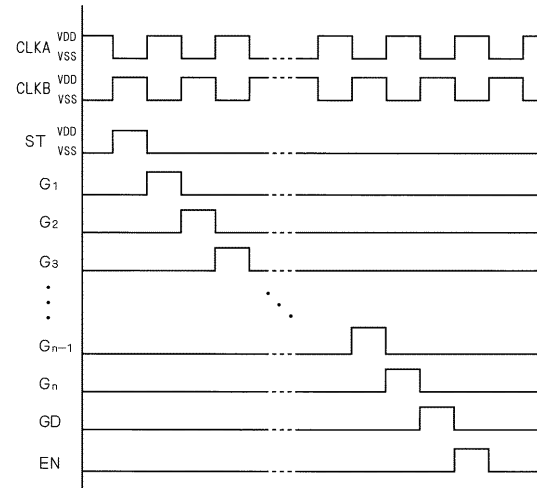 CLKA VDD
VSS
CLKB VDD
VSS
ST VDD
VSS
G1
G2
G3
Gn-1
Gn
GD
EN